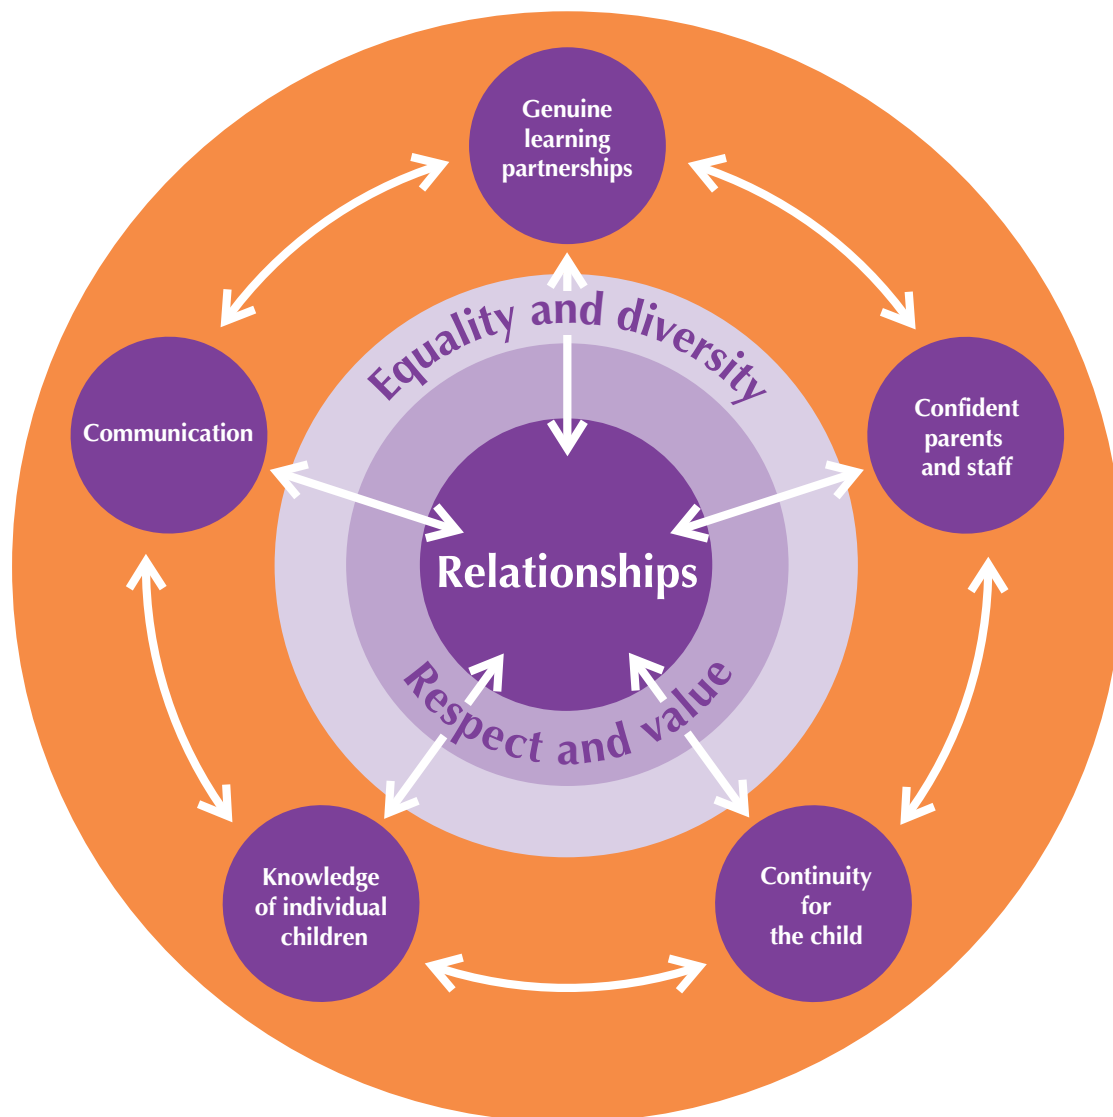 Genuine
learning
partnerships
Equality and diversity
Communication
Confident
parents
and staff
Relationships
Respect and value
Knowledge
of individual
children
Continuity
for
the child